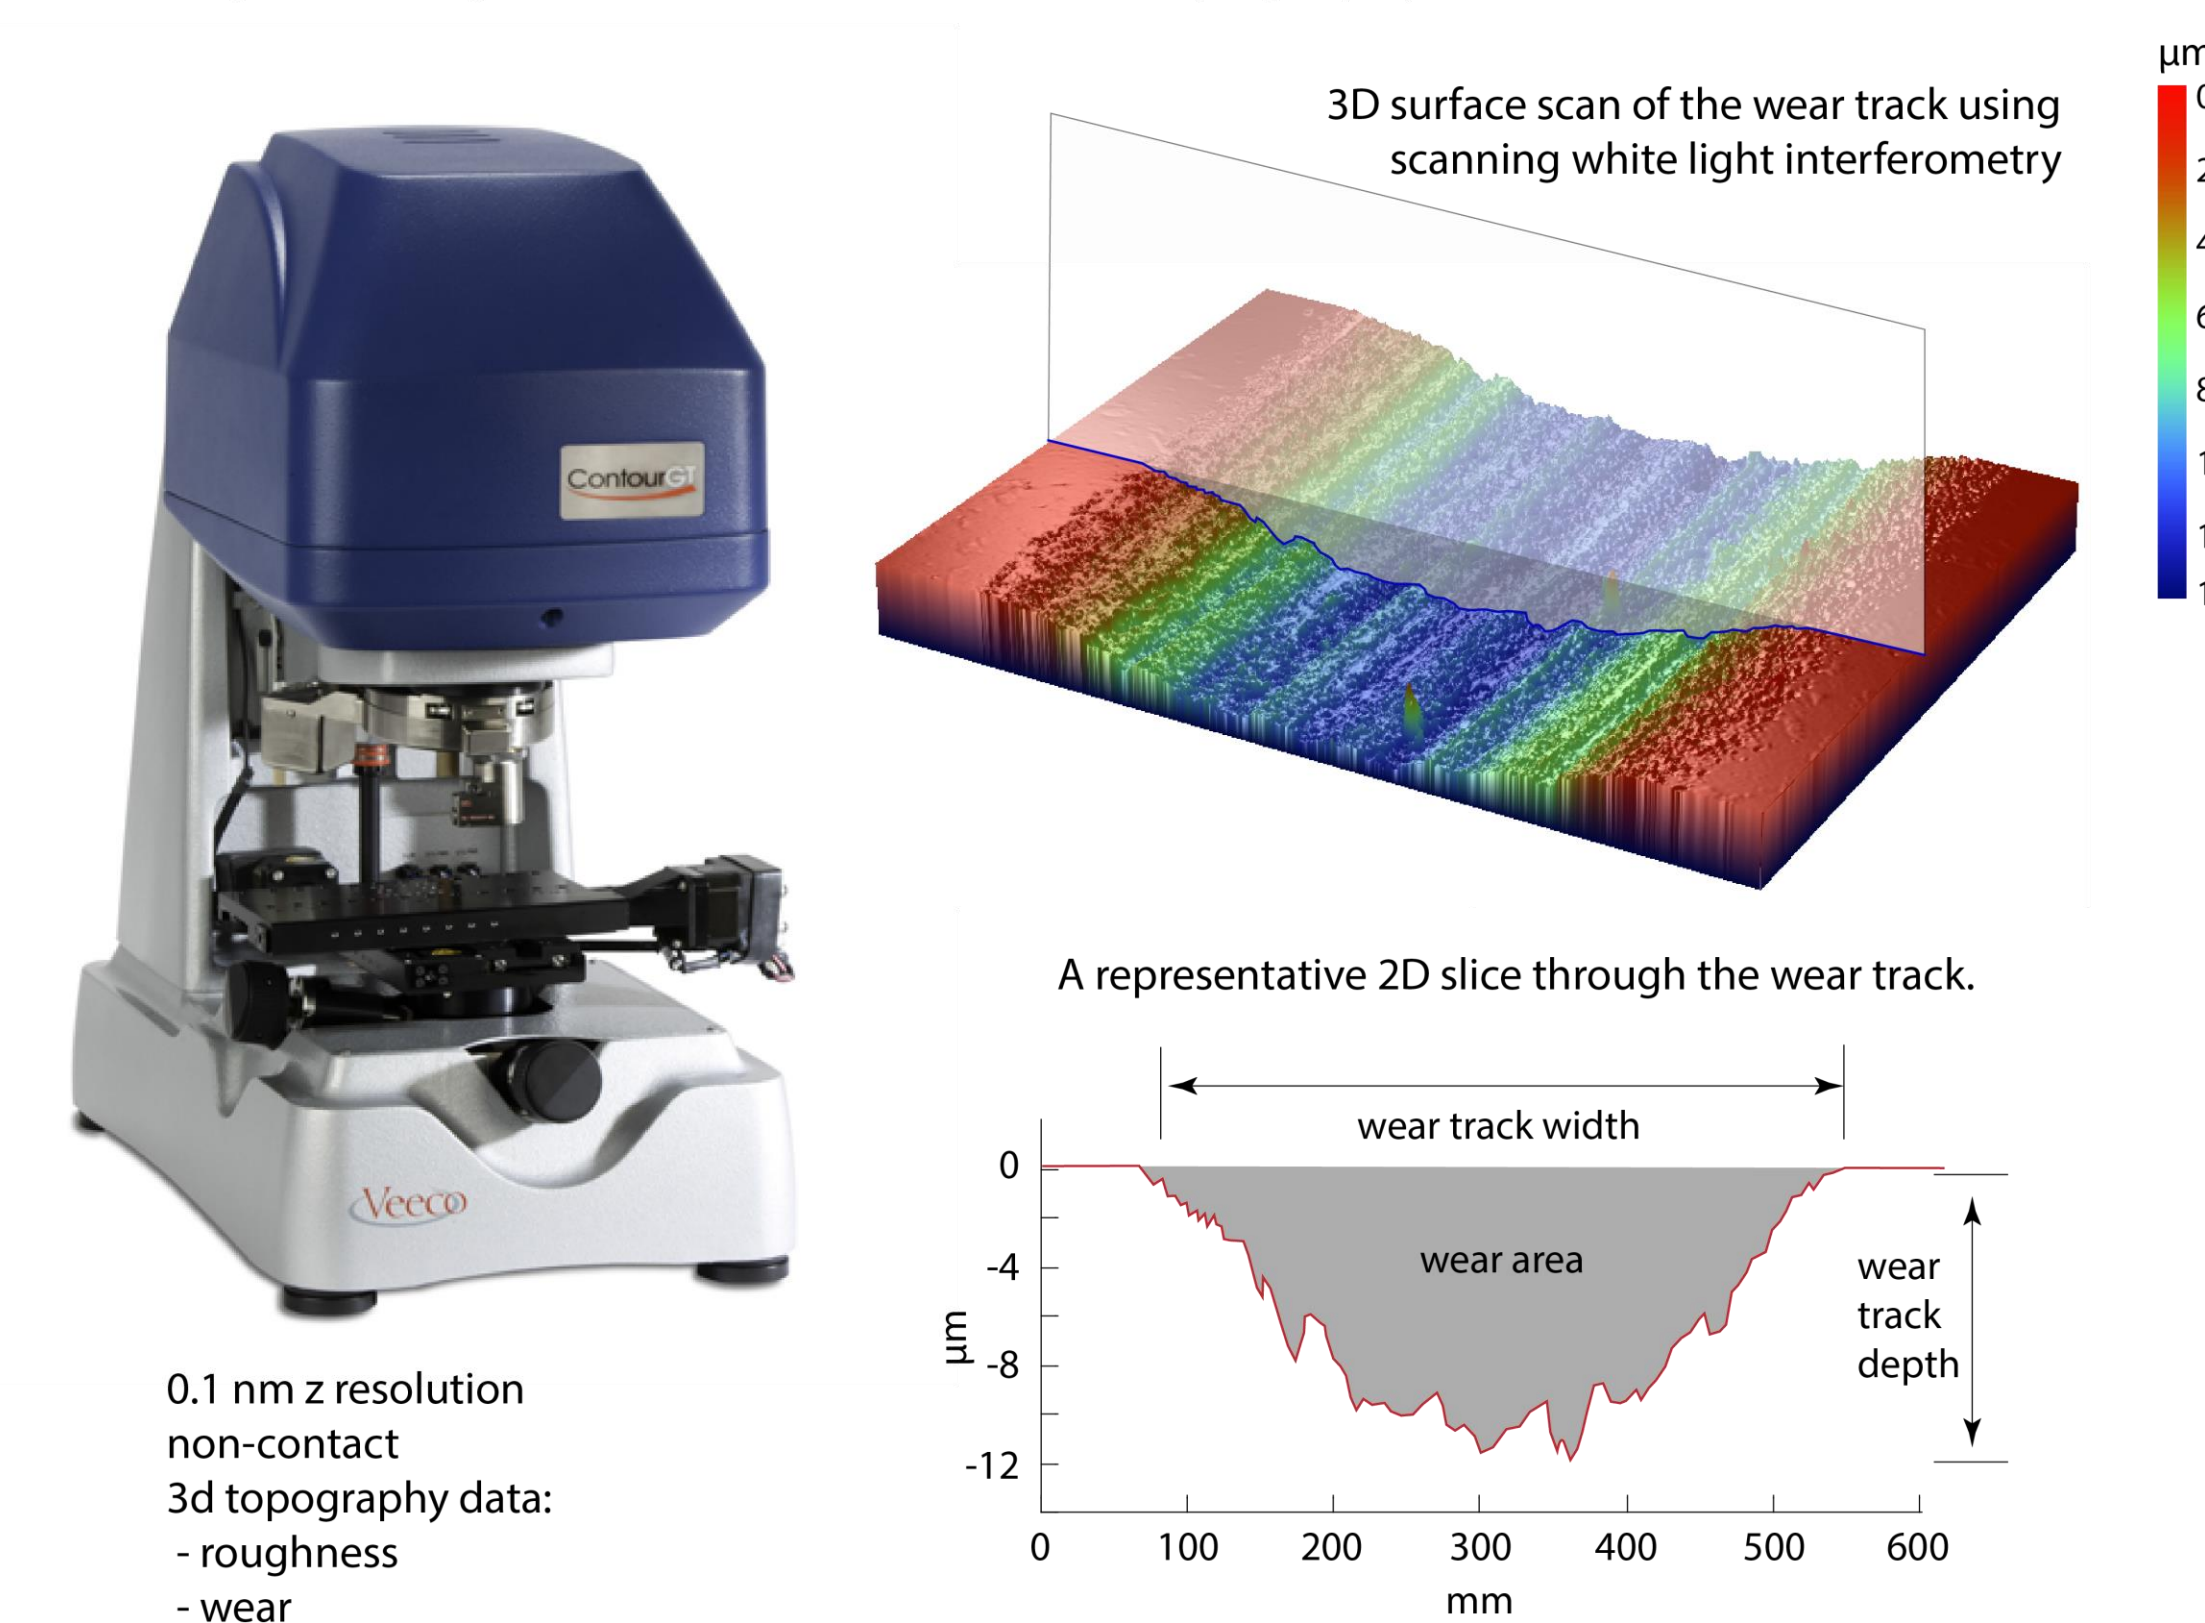 3D surface scan of the wear track using
scanning white light interferometry
µm
ContourGT
Veeco
0.1 nm z resolution
non-contact
3d topography data:
- roughness
- wear
A representative 2D slice through the wear track.
wear track width
wear area
wear
track
depth
µm
0
-4
-8
-12
0 100 200 300 400 500 600
mm